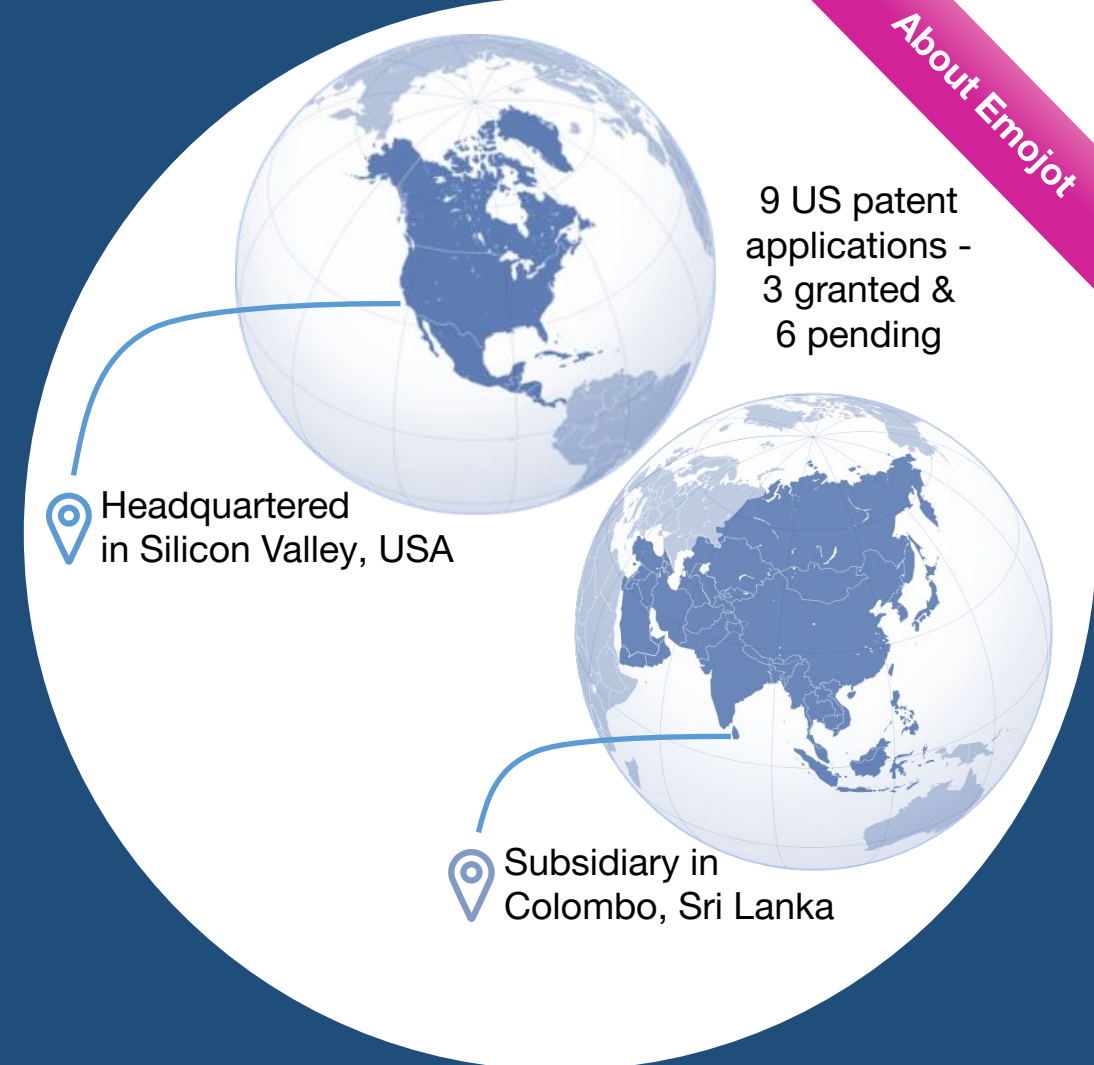 About Emojot
9 US patent
applications -
3 granted &
6 pending
Headquartered
in Silicon Valley, USA
Subsidiary in
Colombo, Sri Lanka